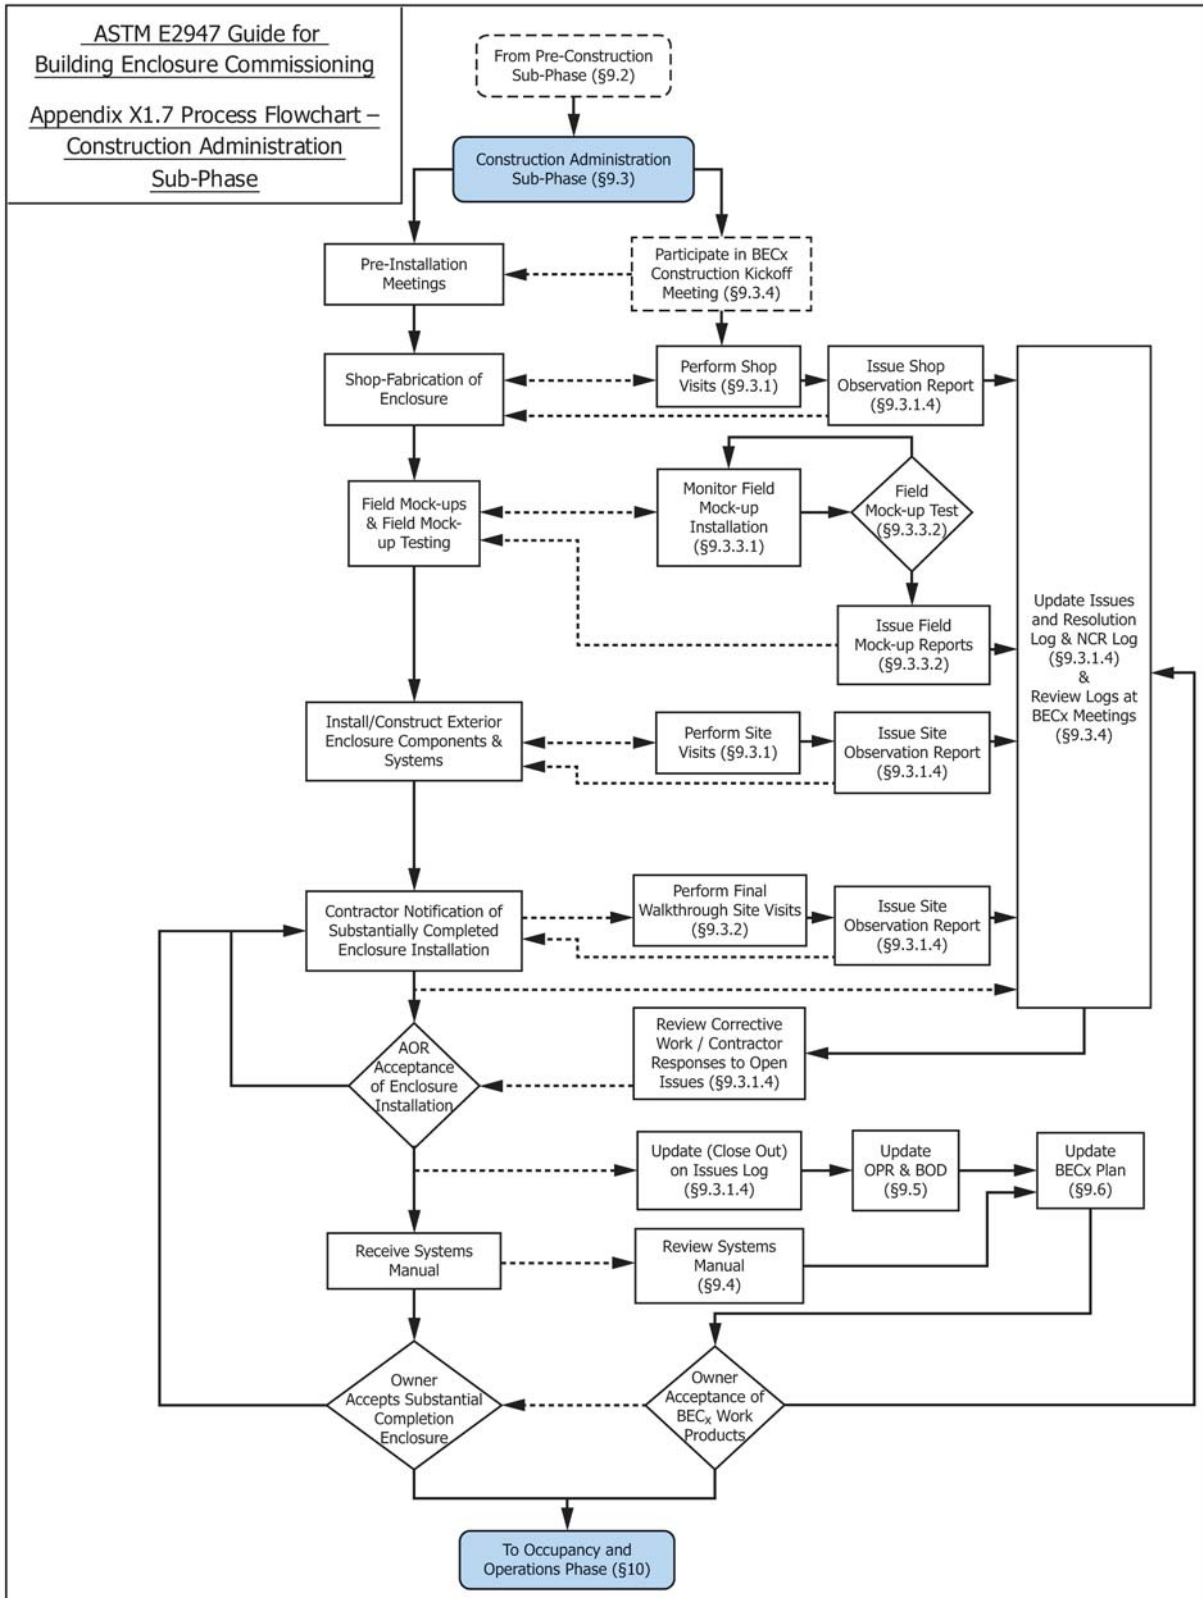 ASTM E2947 Guide for
Building Enclosure Commissioning
Appendix X1.7 Process Flowchart –
Construction Administration
Sub-Phase
From Pre-Construction
Sub-Phase (§9.2)
Construction Administration
Sub-Phase (§9.3)
Pre-Installation
Meetings
Participate in BECx
Construction Kickoff
Meeting (§9.3.4)
Shop-Fabrication of
Enclosure
Perform Shop
Visits (§9.3.1)
Issue Shop
Observation Report
(§9.3.1.4)
Field Mock-ups
& Field Mock-
up Testing
Monitor Field
Mock-up
Installation
(§9.3.3.1)
Field
Mock-up Test
(§9.3.3.2)
Issue Field
Mock-up Reports
(§9.3.3.2)
Update Issues
and Resolution
Log & NCR Log
(§9.3.1.4)
&
Review Logs at
BECx Meetings
(§9.3.4)
Install/Construct Exterior
Enclosure Components &
Systems
Perform Site
Visits (§9.3.1)
Issue Site
Observation Report
(§9.3.1.4)
Contractor Notification of
Substantially Completed
Enclosure Installation
Perform Final
Walkthrough Site Visits
(§9.3.2)
Issue Site
Observation Report
(§9.3.1.4)
AOR
Acceptance
of Enclosure
Installation
Review Corrective
Work / Contractor
Responses to Open
Issues (§9.3.1.4)
Update (Close Out)
on Issues Log
(§9.3.1.4)
Update
OPR & BOD
(§9.5)
Update
BECx Plan
(§9.6)
Receive Systems
Manual
Review Systems
Manual
(§9.4)
Owner
Accepts Substantial
Completion
Enclosure
Owner
Acceptance of
BECx Work
Products
To Occupancy and
Operations Phase (§10)